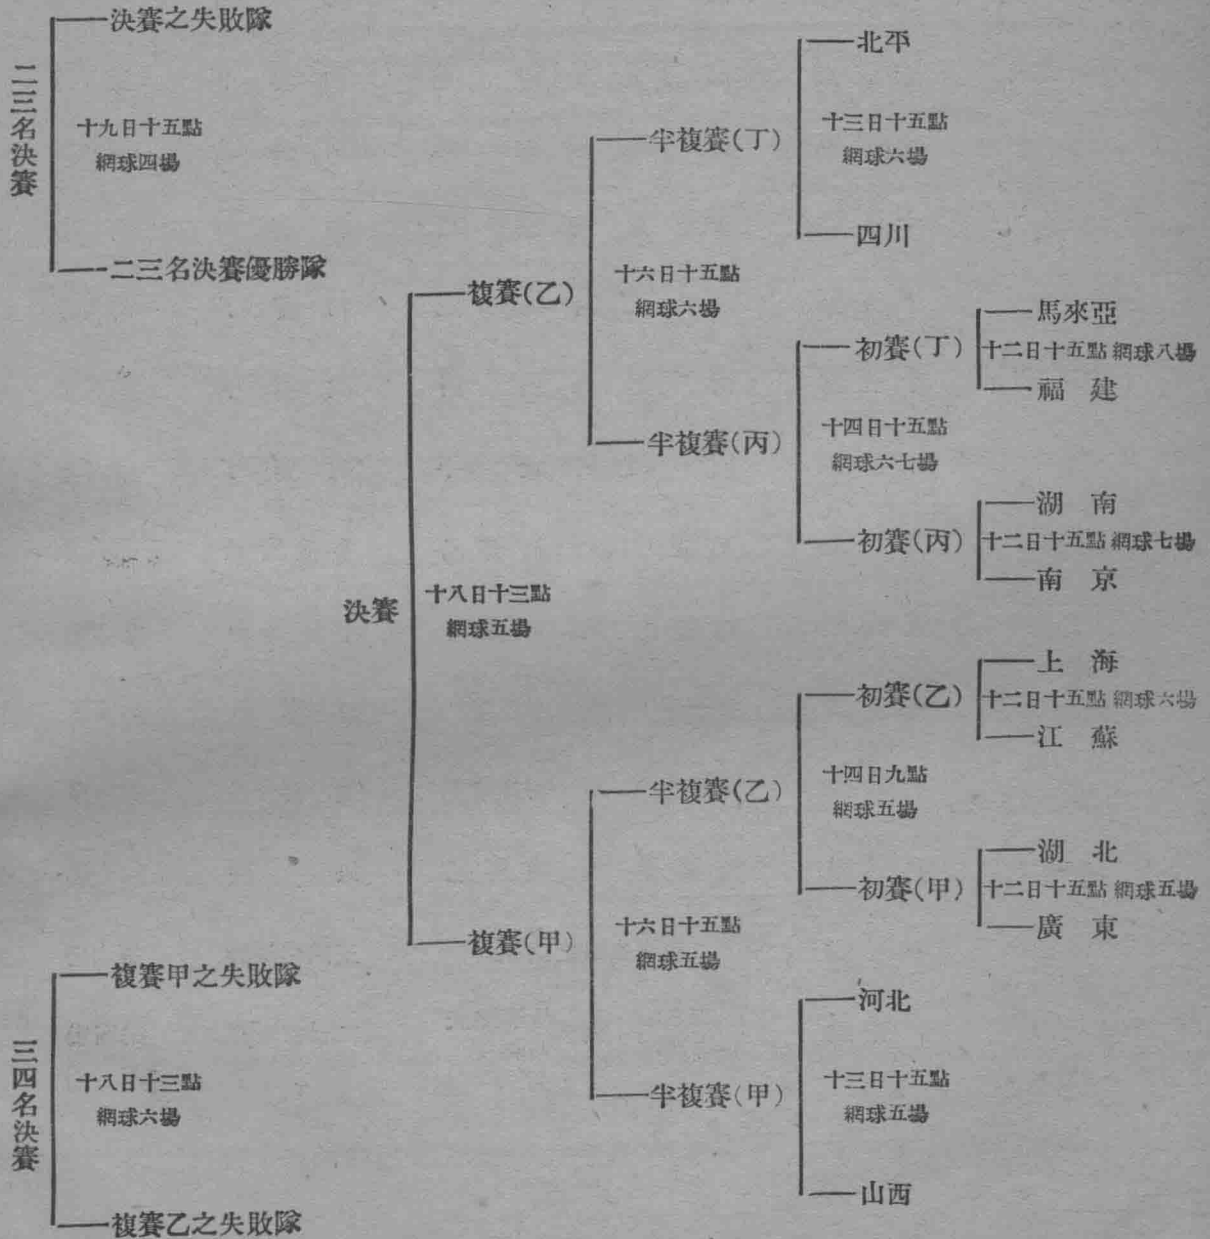 決賽之失敗隊
二三名決賽
十九日十五點
網球四場
二三名決賽優勝隊
北平
十三日十五點
網球六場
四川
半複賽(丁)
十六日十五點
網球六場
複賽(乙)
馬來亞
初賽(丁)
十二日十五點 網球八場
福建
半複賽(丙)
十四日十五點
網球六七場
湖南
初賽(丙)
十二日十五點 網球七場
南京
決賽
十八日十三點
網球五場
上海
初賽(乙)
十二日十五點 網球六場
江蘇
半複賽(乙)
十四日九點
網球五場
湖北
初賽(甲)
十二日十五點 網球五場
廣東
複賽(甲)
十六日十五點
網球五場
河北
半複賽(甲)
十三日十五點
網球五場
山西
複賽甲之失敗隊
三四名決賽
十八日十三點
網球六場
複賽乙之失敗隊